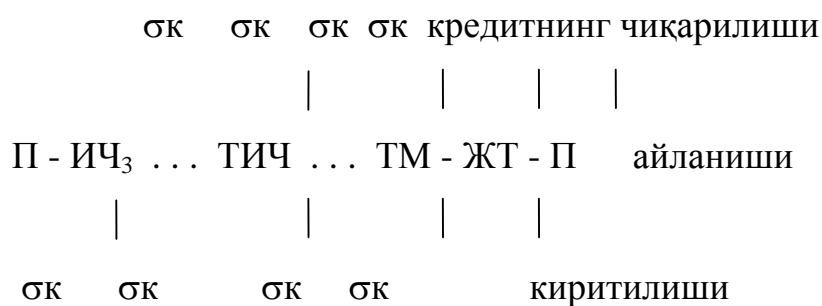 σк σк σк σк кредитнинг чиқарилиши
П - ИЧ₃ . . . ТИЧ . . . ТМ - ЖТ - П айланиши
σк σк σк σк киритилиши